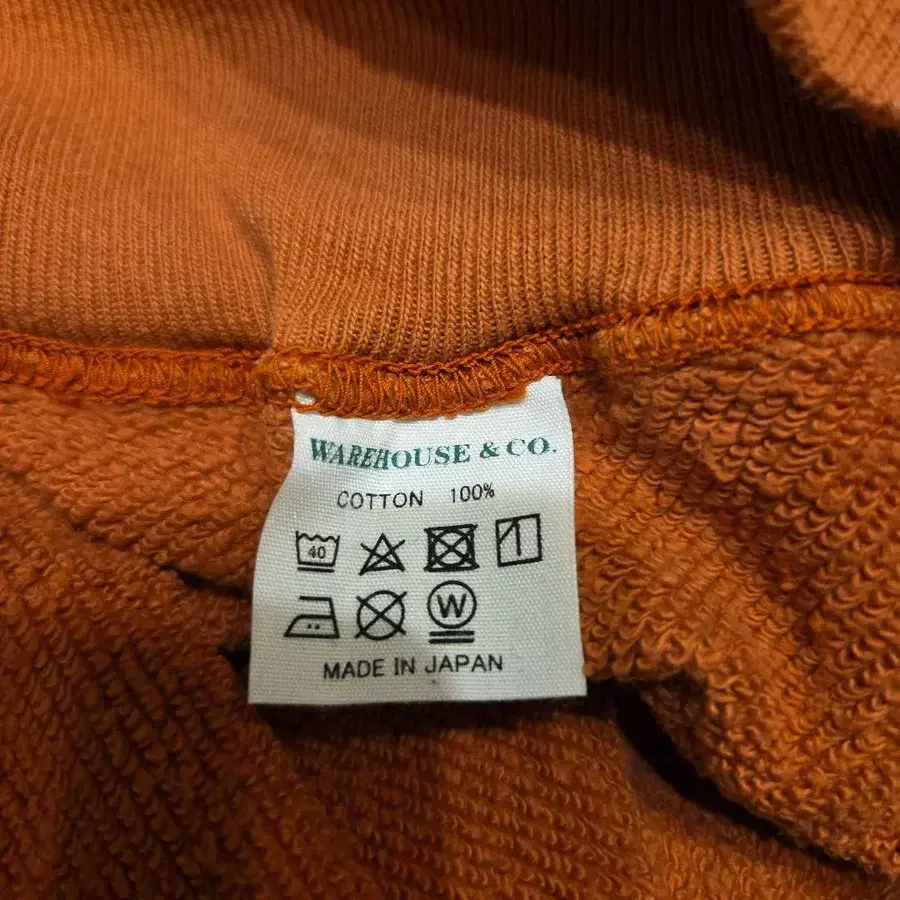 WAREHOUSE & CO.
COTTON 100%
40
W
MADE IN JAPAN